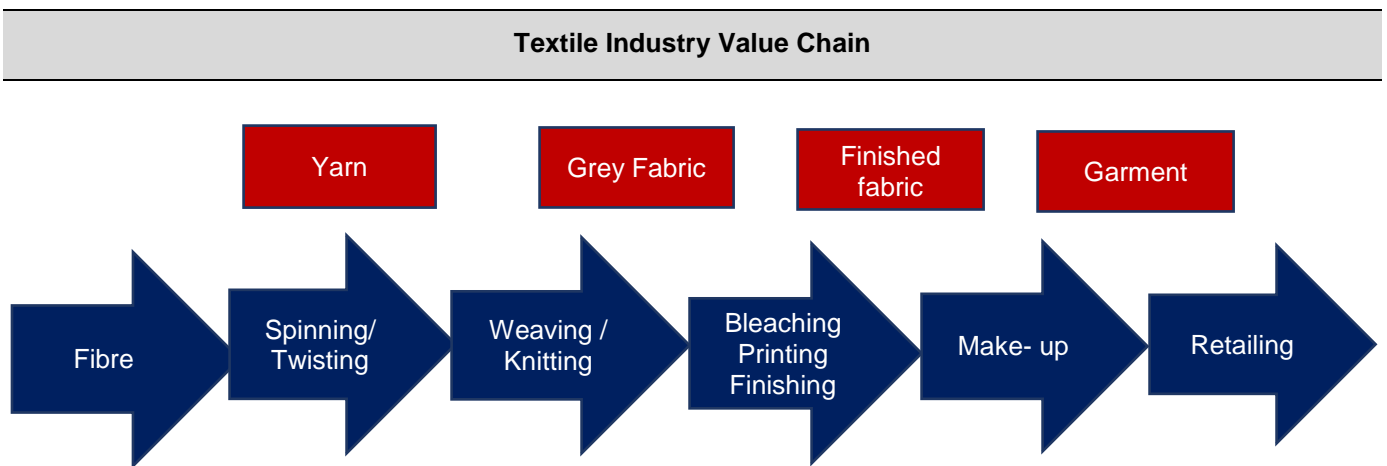 Textile Industry Value Chain
Yarn
Grey Fabric
Finished
fabric
Garment
Fibre
Spinning/
Twisting
Weaving /
Knitting
Bleaching
Printing
Finishing
Make- up
Retailing